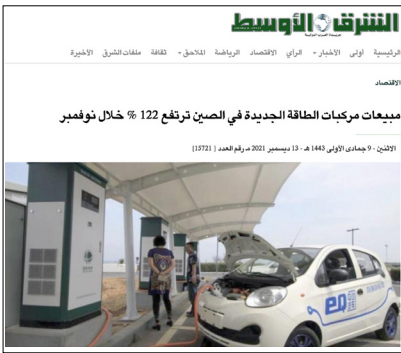 الشرق الأوسط
جريدة العرب الدولية
الرئيسية أولى الأخبار الرأي الاقتصاد الرياضة الملاحق ثقافة ملفات الشرق الأخيرة
الاقتصاد
مبيعات مركبات الطاقة الجديدة في الصين ترتفع 122 % خلال نوفمبر
الاثنين - 9 جمادى الأولى 1443 هـ - 13 ديسمبر 2021 مـ رقم العدد [ 15721]
eQ